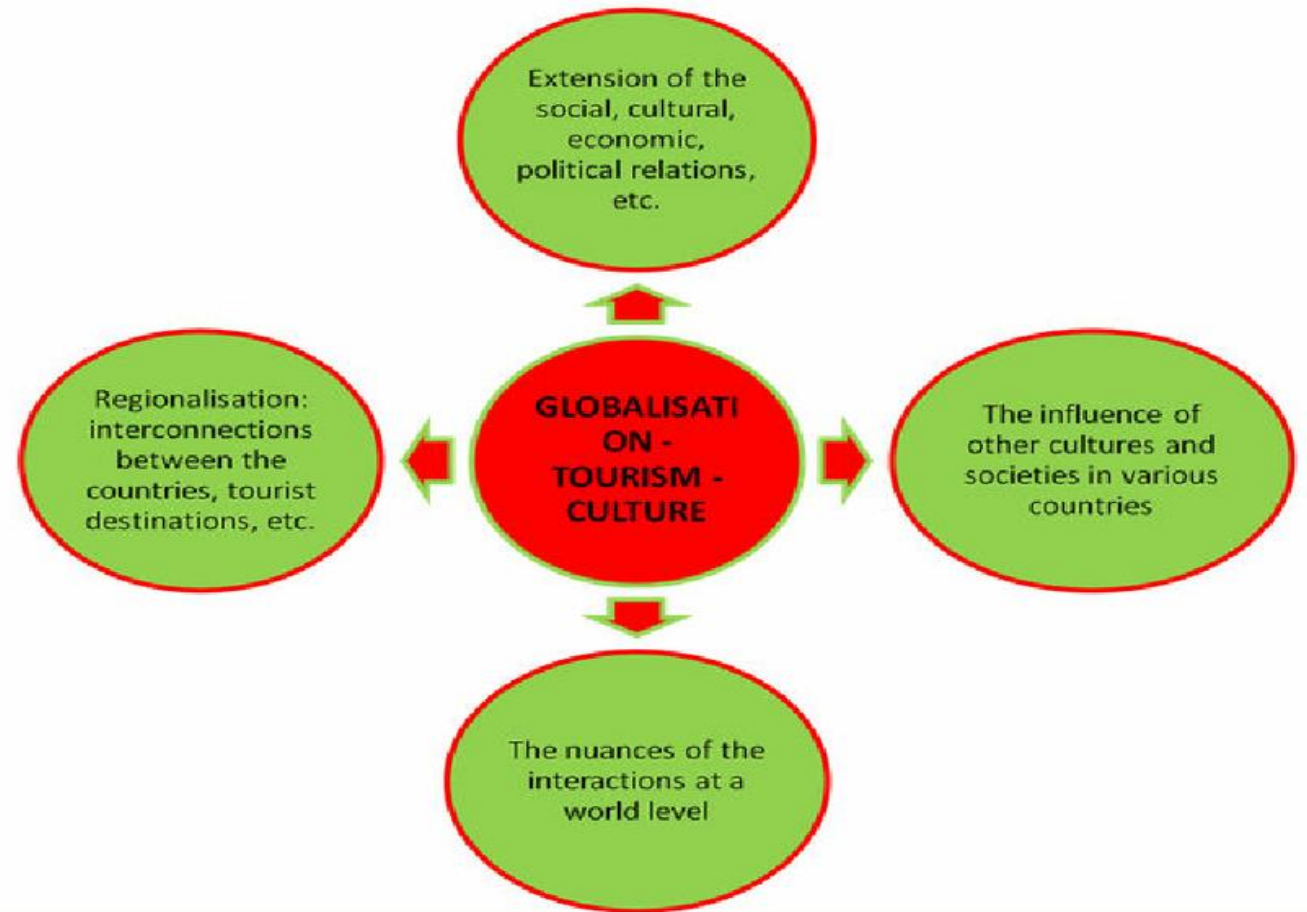 Extension of the
social, cultural,
economic,
political relations,
etc.
Regionalisation:
interconnections
between the
countries, tourist
destinations, etc.
GLOBALISATI
ON -
TOURISM -
CULTURE
The influence of
other cultures and
societies in various
countries
The nuances of the
interactions at a
world level